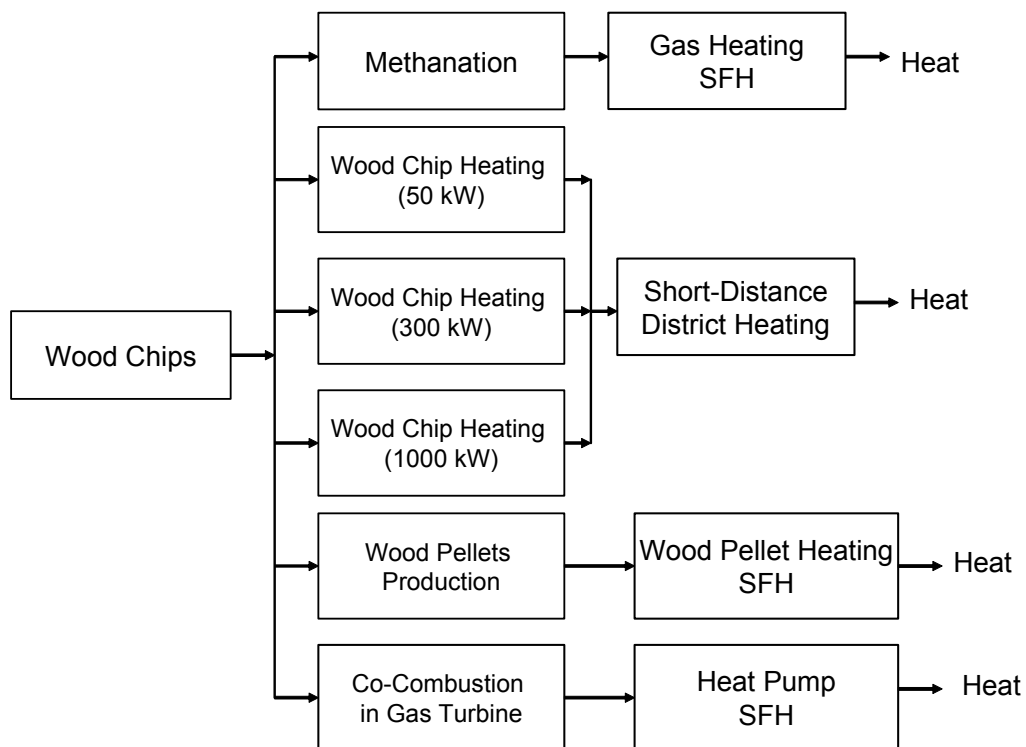 Methanation
Gas Heating
SFH
Heat
Wood Chip Heating
(50 kW)
Wood Chip Heating
(300 kW)
Short-Distance
District Heating
Heat
Wood Chips
Wood Chip Heating
(1000 kW)
Wood Pellets
Production
Wood Pellet Heating
SFH
Heat
Co-Combustion
in Gas Turbine
Heat Pump
SFH
Heat